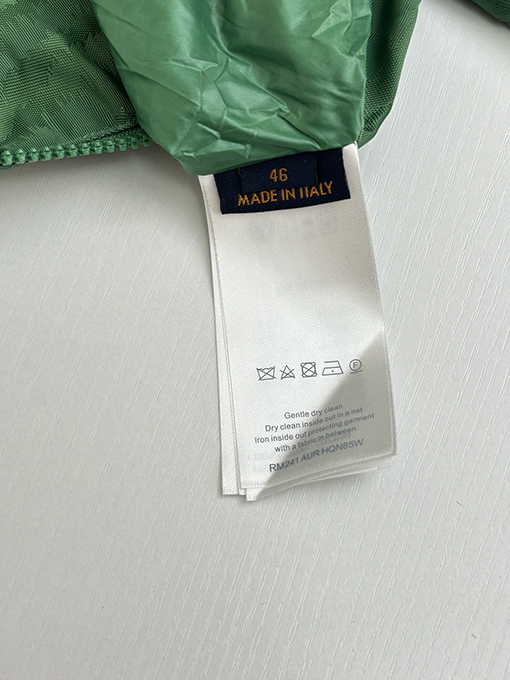 46
MADE IN ITALY
F
Gentle dry clean
Dry clean inside out in a net
Iron inside out protecting garment
with a fabric in between
RM241 AUR HQN85W